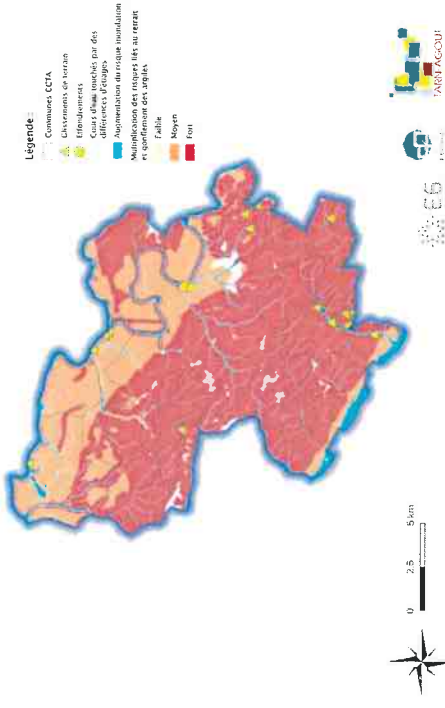 Légende :
Communes CCTA
Glissements de terrain
Effondrements
Cours d'eau touchés par des
différences d'étiages
Augmentation du risque inondation
Multiplication des risques liés au retrait
et gonflement des argiles
Faible
Moyen
Fort
0 2.5 5 km
E6
TARN-AGOUT